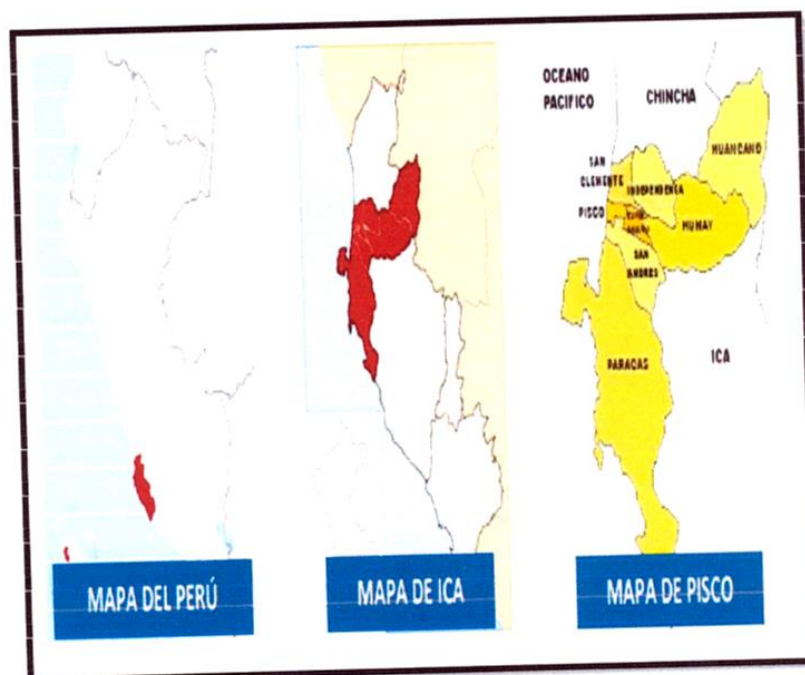 MAPA DEL PERÚ
MAPA DE ICA
OCEANO
PACIFICO
CHINCHA
HUANCANO
SAN
CLEMENTE
INDEPENDENCIA
PISCO
HUMAY
SAN
ANDRES
PARACAS
ICA
MAPA DE PISCO